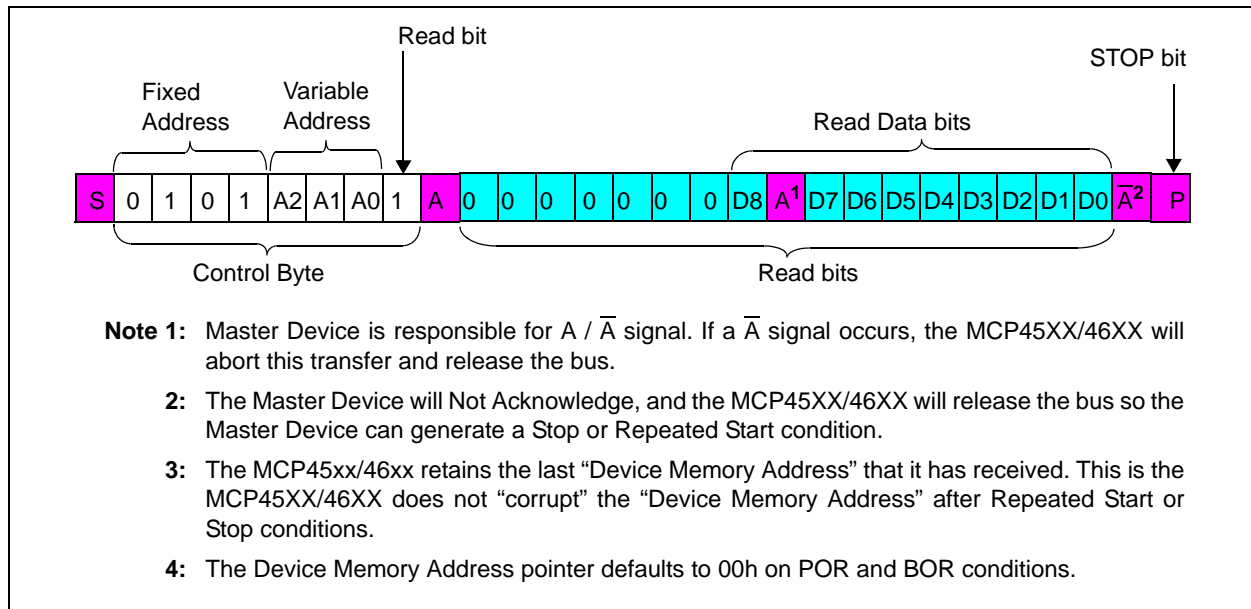 Read bit
STOP bit
Fixed Address
Variable Address
Read Data bits
S 0 1 0 1 A2 A1 A0 1 A 0 0 0 0 0 0 0 D8 A¹ D7 D6 D5 D4 D3 D2 D1 D0 A̅² P
Control Byte
Read bits
Note 1: Master Device is responsible for A / A̅ signal. If a A̅ signal occurs, the MCP45XX/46XX will
abort this transfer and release the bus.
2: The Master Device will Not Acknowledge, and the MCP45XX/46XX will release the bus so the
Master Device can generate a Stop or Repeated Start condition.
3: The MCP45xx/46xx retains the last “Device Memory Address” that it has received. This is the
MCP45XX/46XX does not “corrupt” the “Device Memory Address” after Repeated Start or
Stop conditions.
4: The Device Memory Address pointer defaults to 00h on POR and BOR conditions.